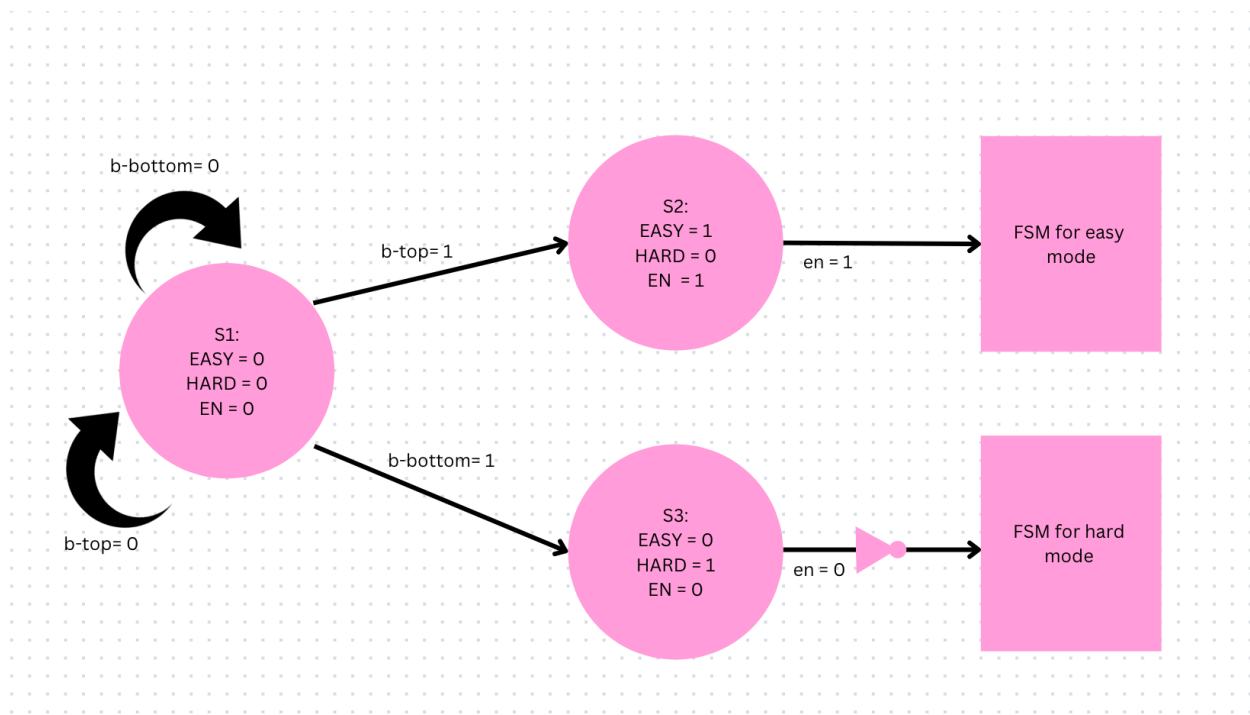 b-bottom= 0
S1:
EASY = 0
HARD = 0
EN = 0
b-top= 0
b-top= 1
b-bottom= 1
S2:
EASY = 1
HARD = 0
EN  = 1
en = 1
FSM for easy
mode
S3:
EASY = 0
HARD = 1
EN = 0
en = 0
FSM for hard
mode